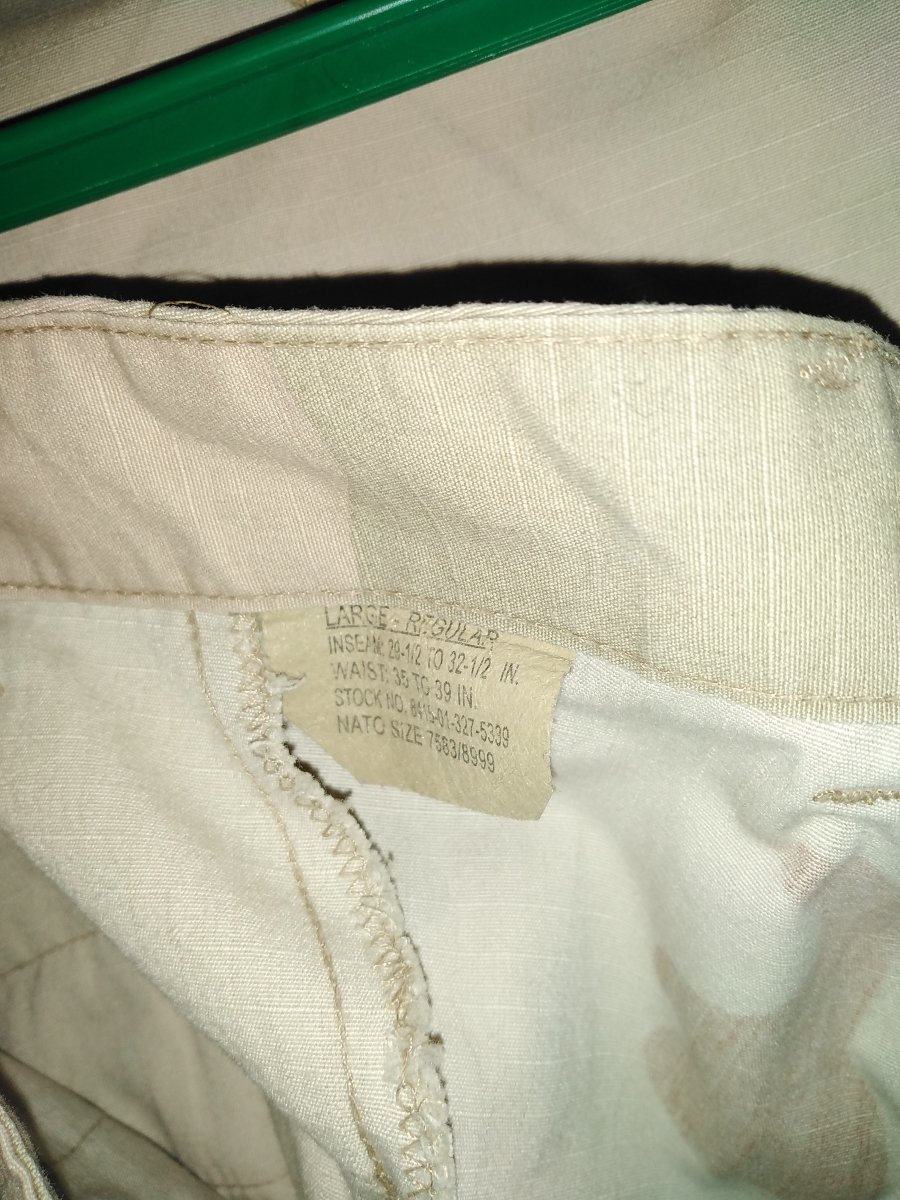 LARGE - REGULAR
INSEAM: 29-1/2 TO 32-1/2 IN.
WAIST: 35 TO 39 IN.
STOCK NO. 8415-01-327-5339
NATO SIZE 7583/8999